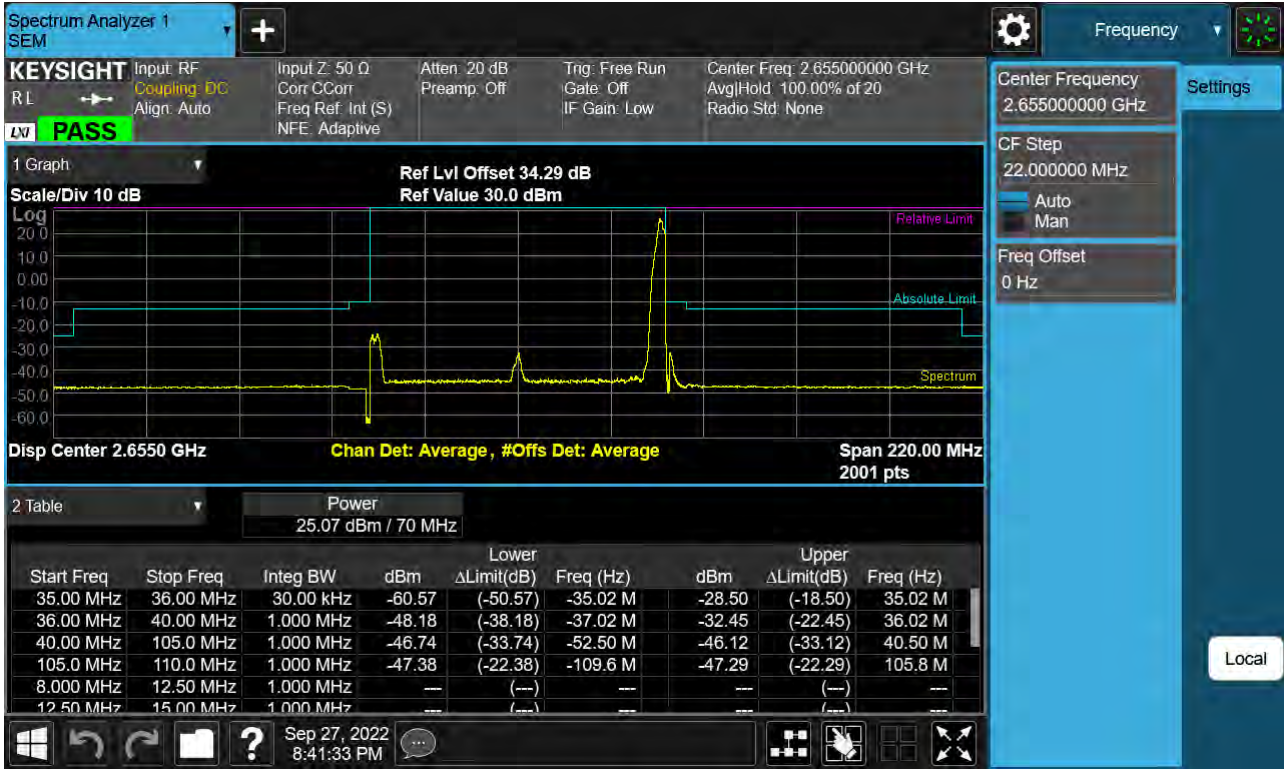 Spectrum Analyzer 1
SEM
Frequency
KEYSIGHT
R L
LXI
PASS
Input: RF
Coupling: DC
Align: Auto
Input Z: 50 Ω
Corr CCorr
Freq Ref: Int (S)
NFE: Adaptive
Atten: 20 dB
Preamp: Off
Trig: Free Run
Gate: Off
IF Gain: Low
Center Freq: 2.655000000 GHz
Avg|Hold: 100.00% of 20
Radio Std: None
Center Frequency
2.655000000 GHz
Settings
CF Step
22.000000 MHz
Auto
Man
Freq Offset
0 Hz
1 Graph
Scale/Div 10 dB
Ref Lvl Offset 34.29 dB
Ref Value 30.0 dBm
Log
20.0
10.0
0.00
-10.0
-20.0
-30.0
-40.0
-50.0
-60.0
Relative Limit
Absolute Limit
Spectrum
Disp Center 2.6550 GHz
Chan Det: Average, #Offs Det: Average
Span 220.00 MHz
2001 pts
2 Table
Power
25.07 dBm / 70 MHz
Lower Upper
Start Freq Stop Freq Integ BW dBm ΔLimit(dB) Freq (Hz) dBm ΔLimit(dB) Freq (Hz)
35.00 MHz 36.00 MHz 30.00 kHz -60.57 (-50.57) -35.02 M -28.50 (-18.50) 35.02 M
36.00 MHz 40.00 MHz 1.000 MHz -48.18 (-38.18) -37.02 M -32.45 (-22.45) 36.02 M
40.00 MHz 105.0 MHz 1.000 MHz -46.74 (-33.74) -52.50 M -46.12 (-33.12) 40.50 M
105.0 MHz 110.0 MHz 1.000 MHz -47.38 (-22.38) -109.6 M -47.29 (-22.29) 105.8 M
8.000 MHz 12.50 MHz 1.000 MHz --- (---) --- --- (---) ---
12.50 MHz 15.00 MHz 1.000 MHz --- (---) --- --- (---) ---
Local
?
Sep 27, 2022
8:41:33 PM